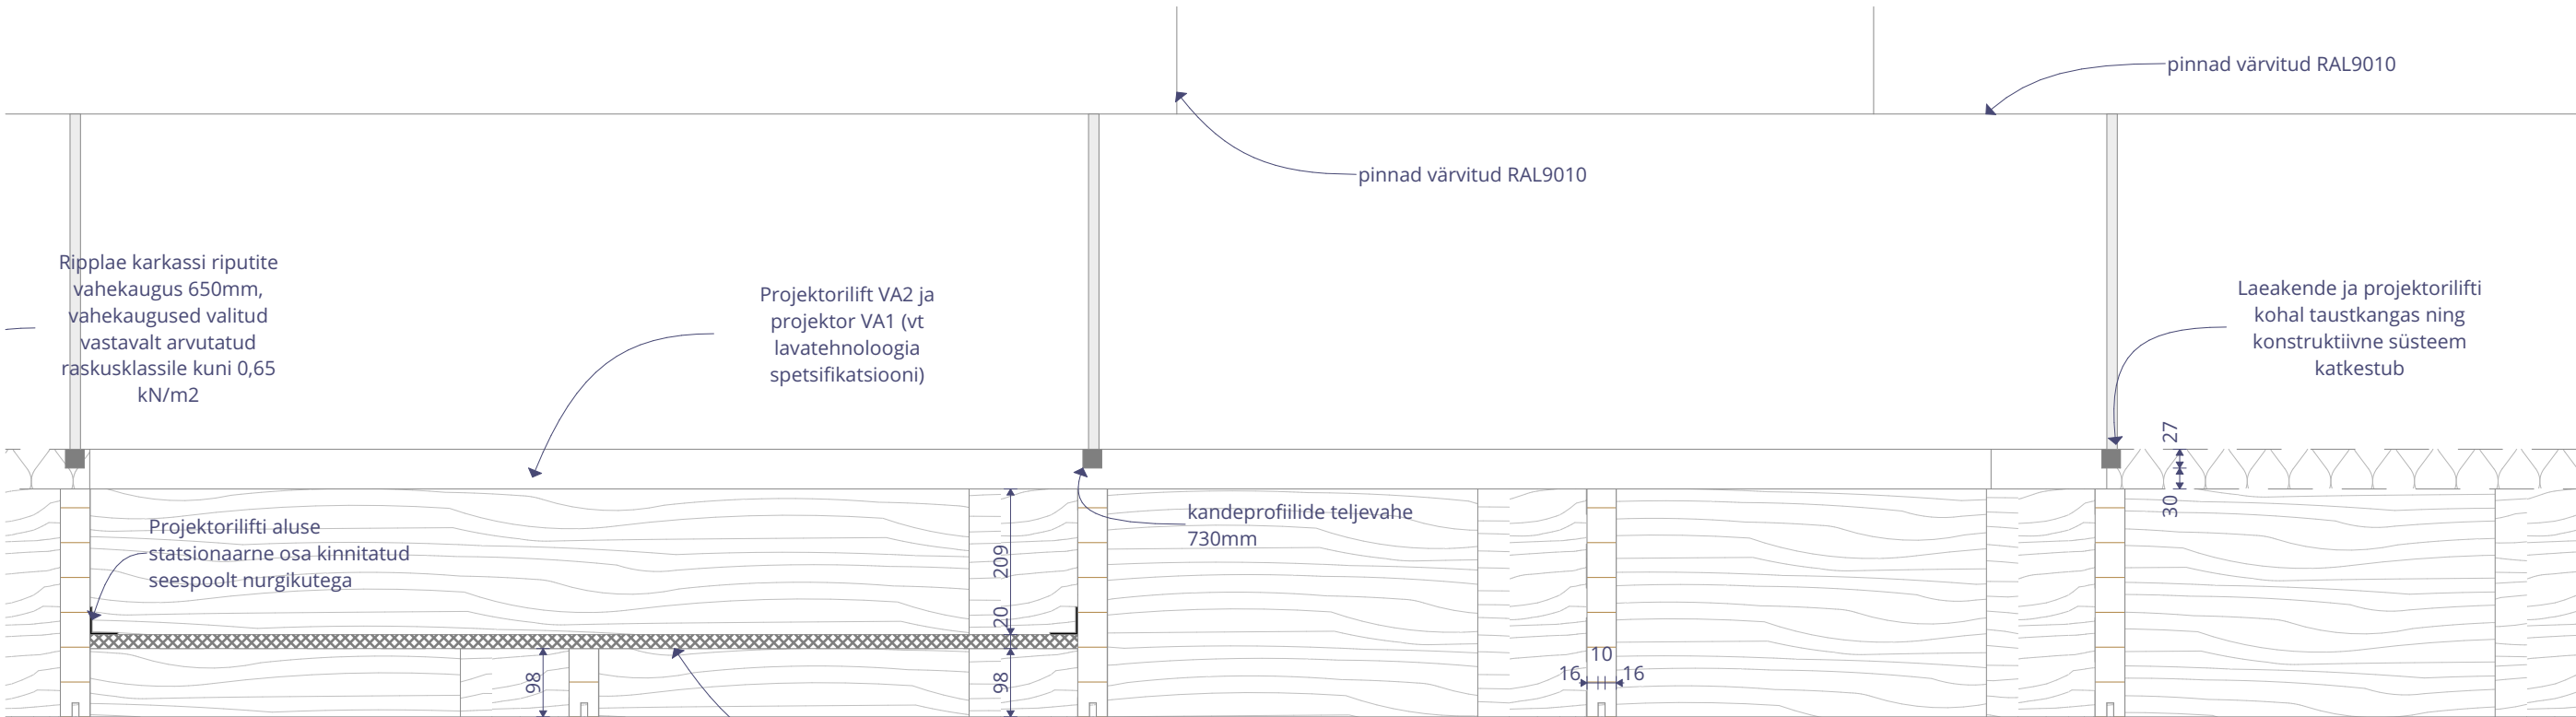 pinnad värvitud RAL9010
pinnad värvitud RAL9010
Ripplae karkassi riputite
vahekaugus 650mm,
vahekaugused valitud
vastavalt arvutatud
raskusklassile kuni 0,65
kN/m2
Projektorilift VA2 ja
projektor VA1 (vt
lavatehnoloogia
spetsifikatsiooni)
Laeakende ja projektorilifti
kohal taustkangas ning
konstruktiivne süsteem
katkestub
27
30
kandeprofiilide teljevahe
730mm
Projektorilifti aluse
statsionaarne osa kinnitatud
seespoolt nurgikutega
209
20
98
98
10
16
16